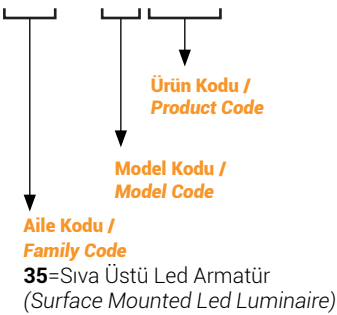 Ürün Kodu /
Product Code
Model Kodu /
Model Code
Aile Kodu /
Family Code
35=Sıva Üstü Led Armatür
(Surface Mounted Led Luminaire)